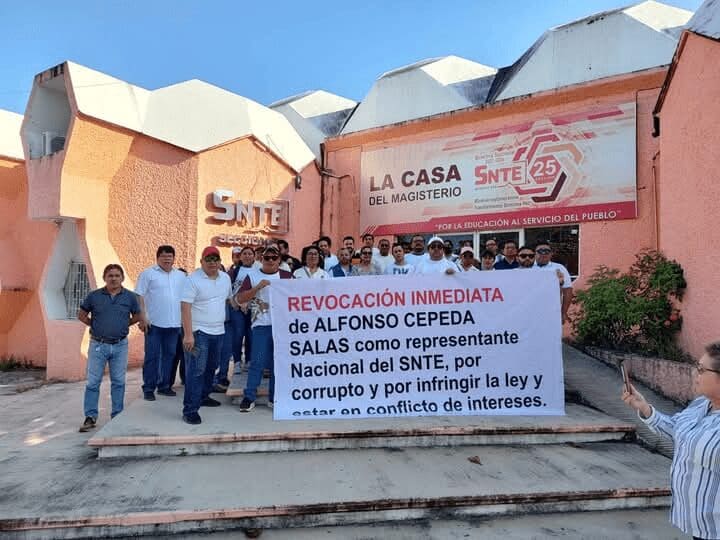 SNTE
SECCIÓN
LA CASA
DEL MAGISTERIO
SNTE 25
"POR LA EDUCACIÓN AL SERVICIO DEL PUEBLO"
REVOCACIÓN INMEDIATA
de ALFONSO CEPEDA
SALAS como representante
Nacional del SNTE, por
corrupto y por infringir la ley y
estar en conflicto de intereses.